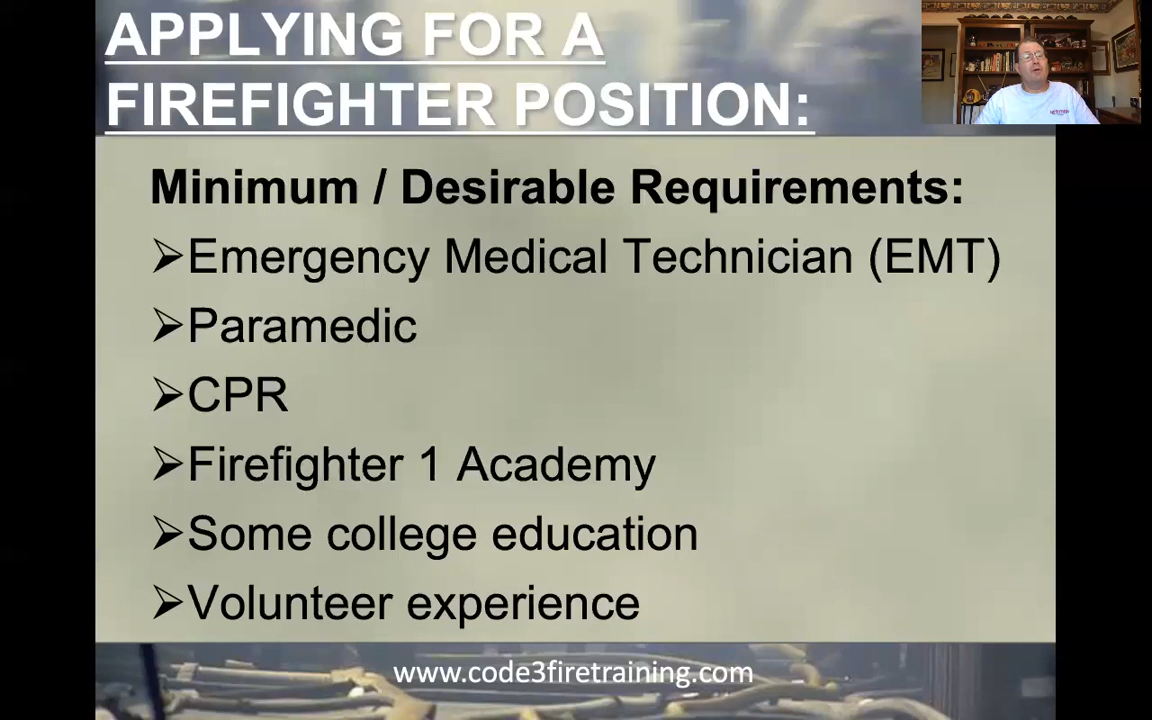 APPLYING FOR A
FIREFIGHTER POSITION:
Minimum / Desirable Requirements:
➢Emergency Medical Technician (EMT)
➢Paramedic
➢CPR
➢Firefighter 1 Academy
➢Some college education
➢Volunteer experience
www.code3firetraining.com